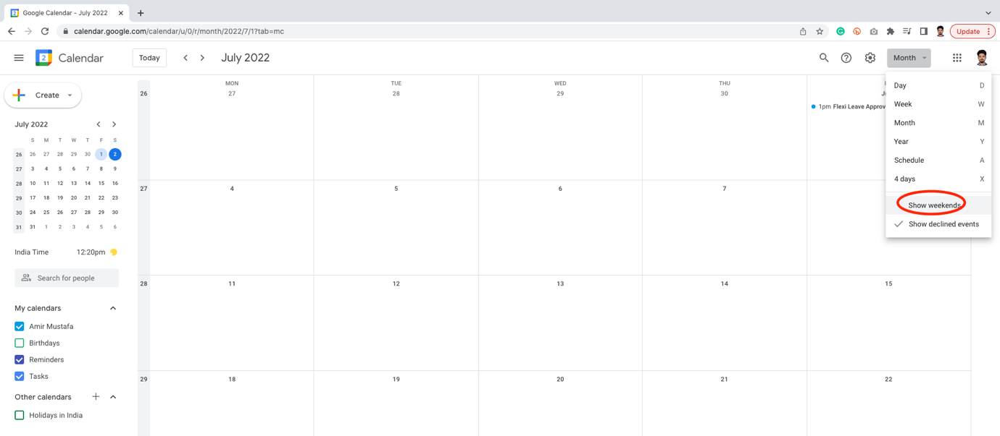 Google Calendar - July 2022
calendar.google.com/calendar/u/0/r/month/2022/7/1?tab=mc
Update
2
Calendar
Today
July 2022
Month
Create
July 2022
S M T W T F S
26 26 27 28 29 30 1 2
27 3 4 5 6 7 8 9
28 10 11 12 13 14 15 16
29 17 18 19 20 21 22 23
30 24 25 26 27 28 29 30
31 31 1 2 3 4 5 6
India Time 12:20pm
Search for people
My calendars
Amir Mustafa
Birthdays
Reminders
Tasks
Other calendars
Holidays in India
MON TUE WED THU
26 27 28 29 30
1pm Flexi Leave Approv
27 4 5 6 7
28 11 12 13 14 15
29 18 19 20 21 22
Day D
Week W
Month M
Year Y
Schedule A
4 days X
Show weekends
Show declined events